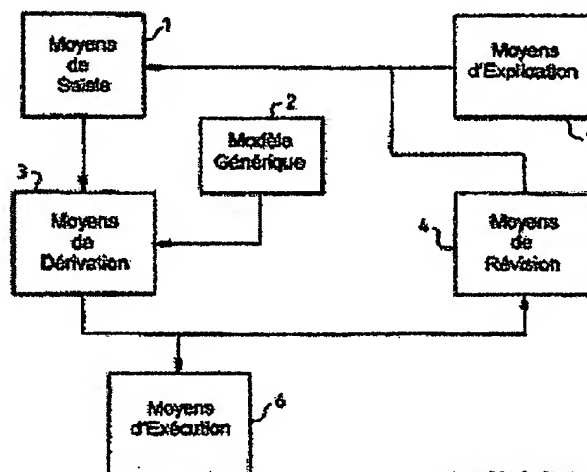 1
Moyens
de
Saisie
Moyens
d'Explication
2
Modèle
Générique
3
Moyens
de
Dérivation
4
Moyens
de
Révision
Moyens
d'Exécution
6